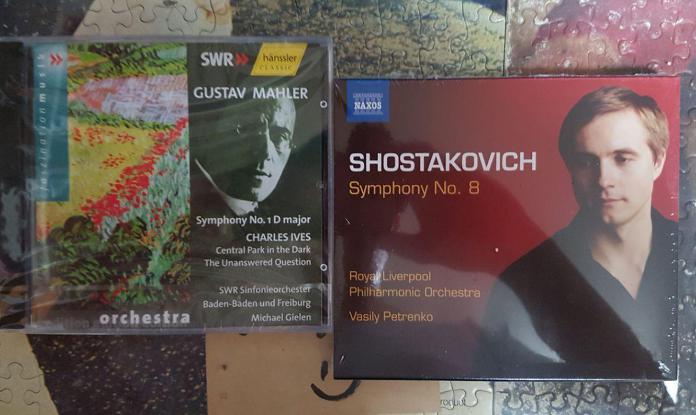 faszinationmusik
SWR
hänssler
CLASSIC
GUSTAV MAHLER
Symphony No. 1 D major
CHARLES IVES
Central Park in the Dark
The Unanswered Question
SWR Sinfonieorchester
Baden-Baden und Freiburg
Michael Gielen
edition orchestra
NAXOS
SHOSTAKOVICH
Symphony No. 8
Royal Liverpool
Philharmonic Orchestra
Vasily Petrenko